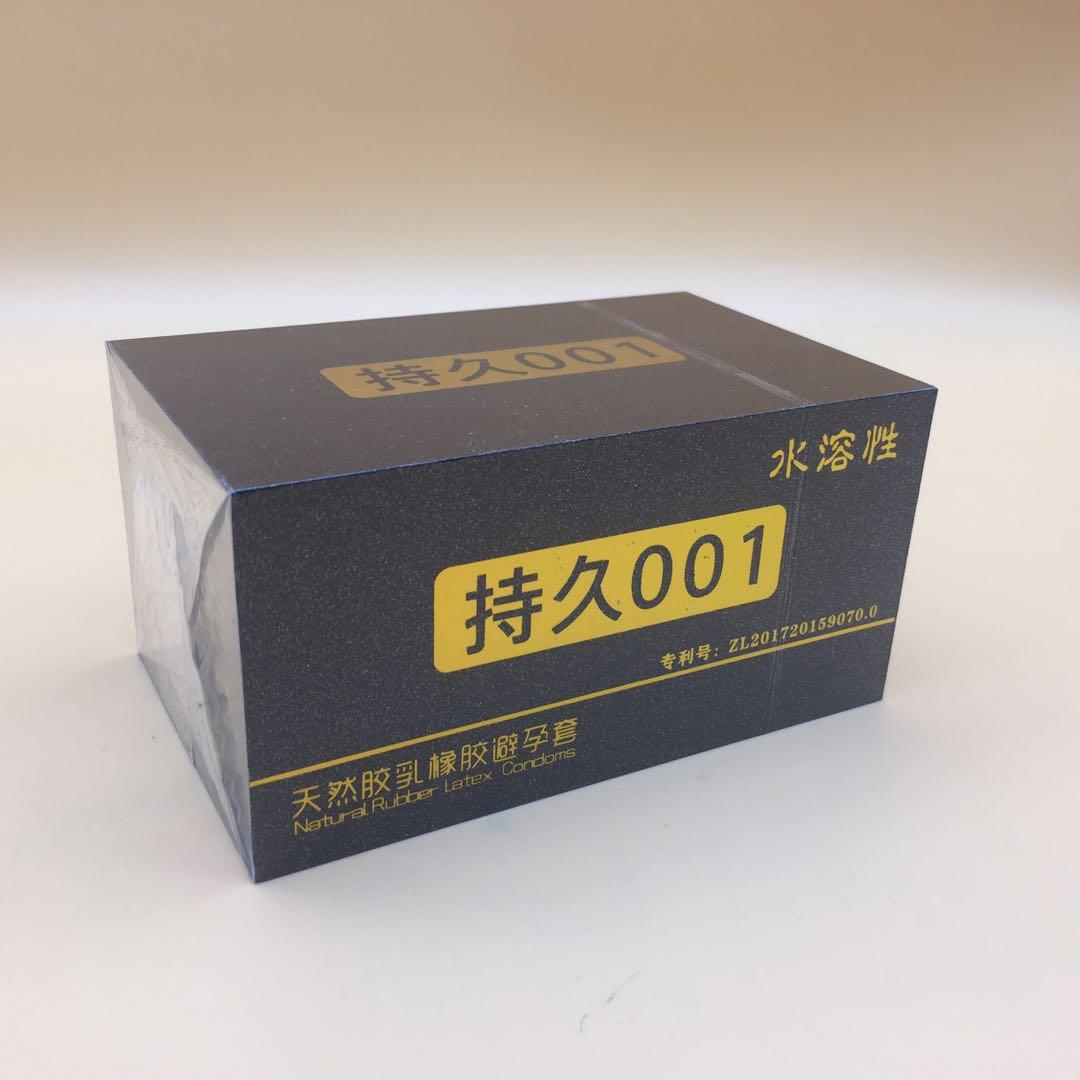 持久001
水溶性
持久001
专利号：ZL201720159070.0
天然胶乳橡胶避孕套
Natural Rubber Latex Condoms